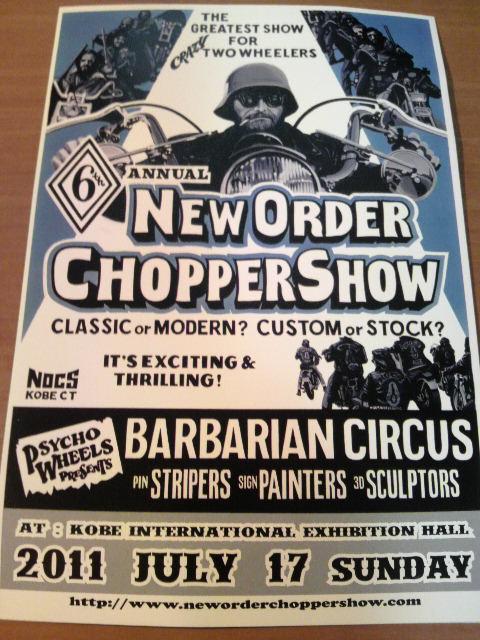 THE
GREATEST SHOW
FOR
CRAZY TWO WHEELERS
6th ANNUAL
NEW ORDER
CHOPPERSHOW
CLASSIC or MODERN? CUSTOM or STOCK?
IT'S EXCITING &
THRILLING!
NOCS
KOBE CT
PSYCHO
WHEELS
PRESENTS
BARBARIAN CIRCUS
PIN STRIPERS SIGN PAINTERS 3D SCULPTORS
AT 8 KOBE INTERNATIONAL EXHIBITION HALL
2011 JULY 17 SUNDAY
http://www.neworderchoppershow.com